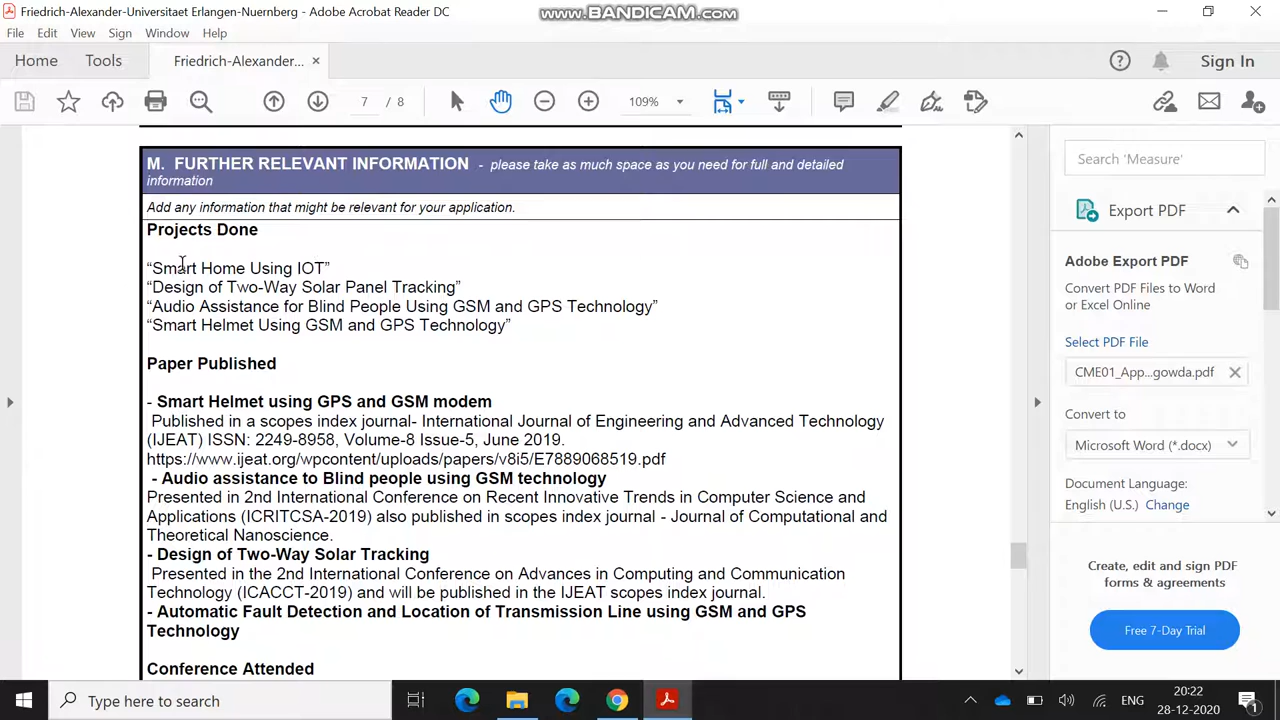 Friedrich-Alexander-Universitaet Erlangen-Nuernberg - Adobe Acrobat Reader DC
www.BANDICAM.com
File Edit View Sign Window Help
Home Tools Friedrich-Alexander... × Sign In
7 / 8 109%
M. FURTHER RELEVANT INFORMATION - please take as much space as you need for full and detailed
information
Add any information that might be relevant for your application.
Projects Done
“Smart Home Using IOT”
“Design of Two-Way Solar Panel Tracking”
“Audio Assistance for Blind People Using GSM and GPS Technology”
“Smart Helmet Using GSM and GPS Technology”
Paper Published
- Smart Helmet using GPS and GSM modem
Published in a scopes index journal- International Journal of Engineering and Advanced Technology
(IJEAT) ISSN: 2249-8958, Volume-8 Issue-5, June 2019.
https://www.ijeat.org/wpcontent/uploads/papers/v8i5/E7889068519.pdf
- Audio assistance to Blind people using GSM technology
Presented in 2nd International Conference on Recent Innovative Trends in Computer Science and
Applications (ICRITCSA-2019) also published in scopes index journal - Journal of Computational and
Theoretical Nanoscience.
- Design of Two-Way Solar Tracking
Presented in the 2nd International Conference on Advances in Computing and Communication
Technology (ICACCT-2019) and will be published in the IJEAT scopes index journal.
- Automatic Fault Detection and Location of Transmission Line using GSM and GPS
Technology
Conference Attended
Search 'Measure'
Export PDF
Adobe Export PDF
Convert PDF Files to Word
or Excel Online
Select PDF File
CME01_App...gowda.pdf
Convert to
Microsoft Word (*.docx)
Document Language:
English (U.S.) Change
Create, edit and sign PDF
forms & agreements
Free 7-Day Trial
Type here to search
ENG
20:22
28-12-2020
1